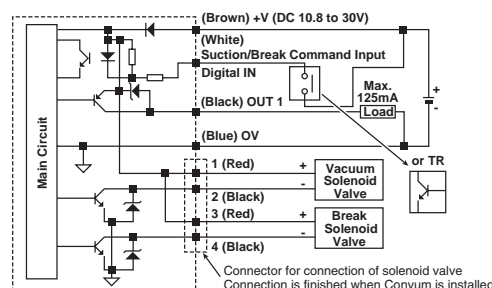 (Brown) +V (DC 10.8 to 30V)
(White)
Suction/Break Command Input
Digital IN
(Black) OUT 1
Max.
125mA
Load
+
-
(Blue) OV
or TR
Main Circuit
1 (Red)
+
-
Vacuum
Solenoid
Valve
2 (Black)
3 (Red)
+
-
Break
Solenoid
Valve
4 (Black)
Connector for connection of solenoid valve
Connection is finished when Convum is installed